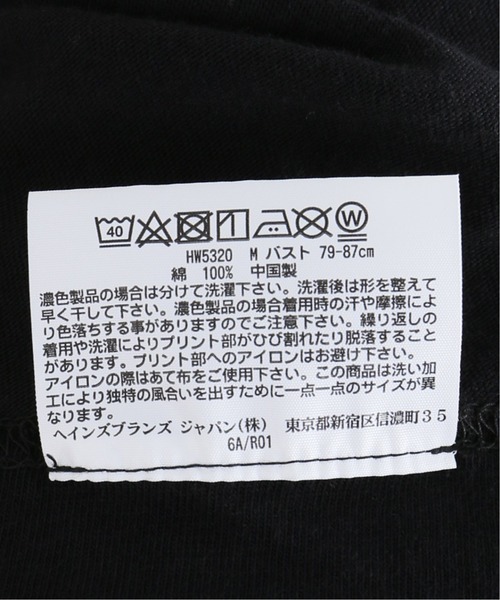 40
W
HW5320 M バスト 79-87cm
綿 100% 中国製
濃色製品の場合は分けて洗濯下さい。洗濯後は形を整えて
早く干して下さい。濃色製品の場合着用時の汗や摩擦によ
り色落ちする事がありますのでご注意下さい。繰り返しの
着用や洗濯によりプリント部がひび割れたり脱落すること
があります。プリント部へのアイロンはお避け下さい。
アイロンの際はあて布をご使用下さい。この商品は洗い加
工により独特の風合いを出すために一点一点のサイズが異
なります。
ヘインズブランズ ジャパン(株) 東京都新宿区信濃町35
6A/R01